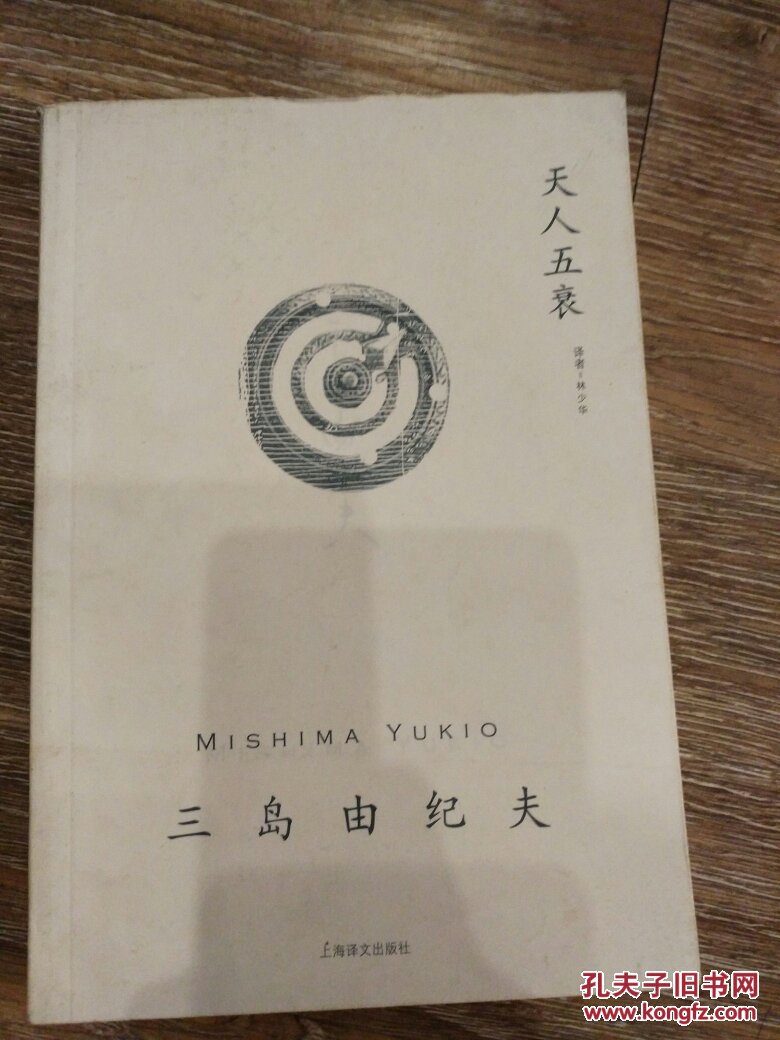 天人五衰
译者=林少华
MISHIMA YUKIO
三岛由纪夫
上海译文出版社
孔夫子旧书网
www.kongfz.com